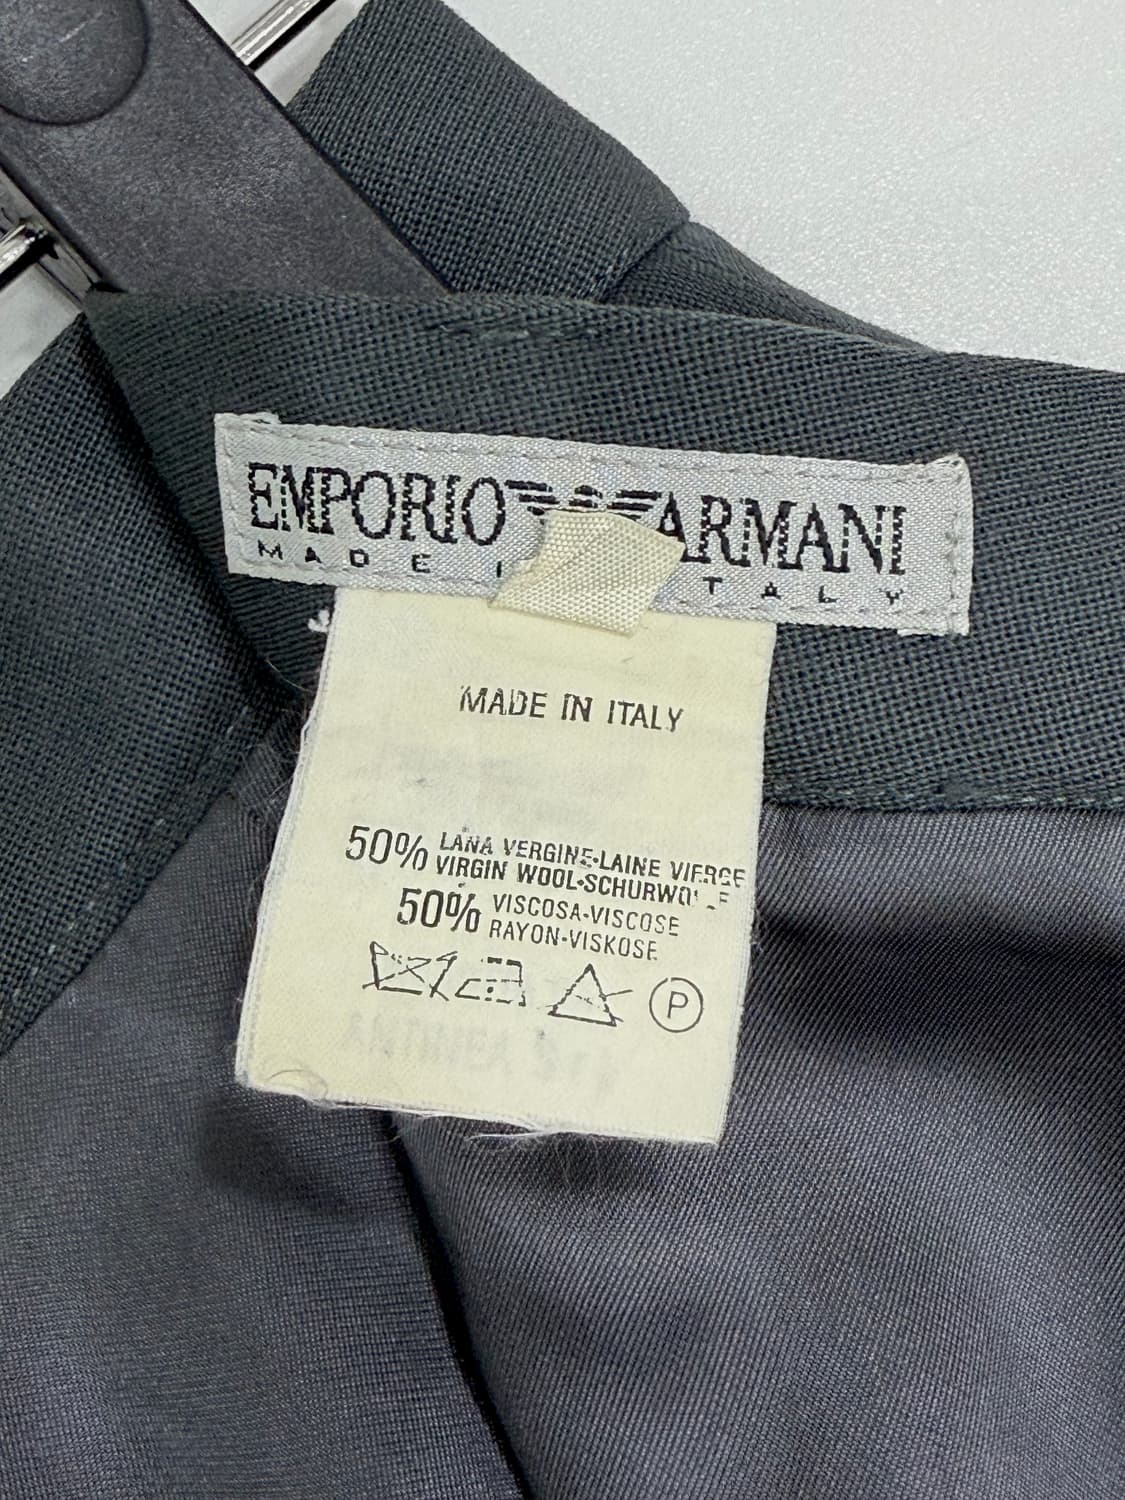 EMPORIO ARMANI
MADE ITALY
MADE IN ITALY
50% LANA VERGINE-LAINE VIERGE
VIRGIN WOOL-SCHURWOLLE
50% VISCOSA-VISCOSE
RAYON-VISKOSE
P